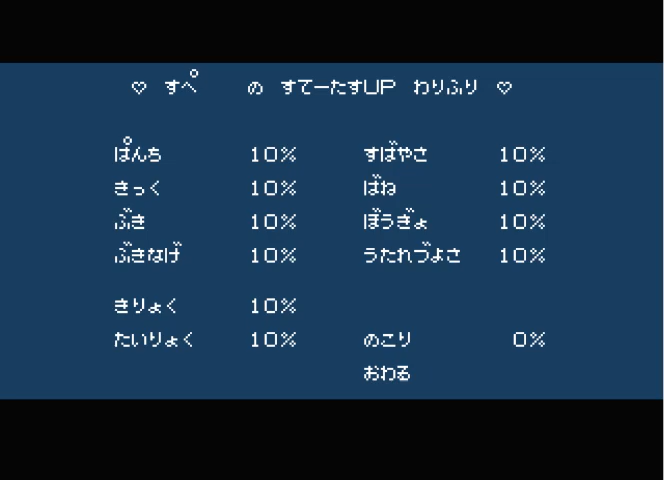 ♡ すぺ の すてーたすUP わりふり ♡
ぱんち 10% すばやさ 10%
きっく 10% ばね 10%
ぶき 10% ぼうぎょ 10%
ぶきなげ 10% うたれづよさ 10%
きりょく 10%
たいりょく 10% のこり 0%
おわる